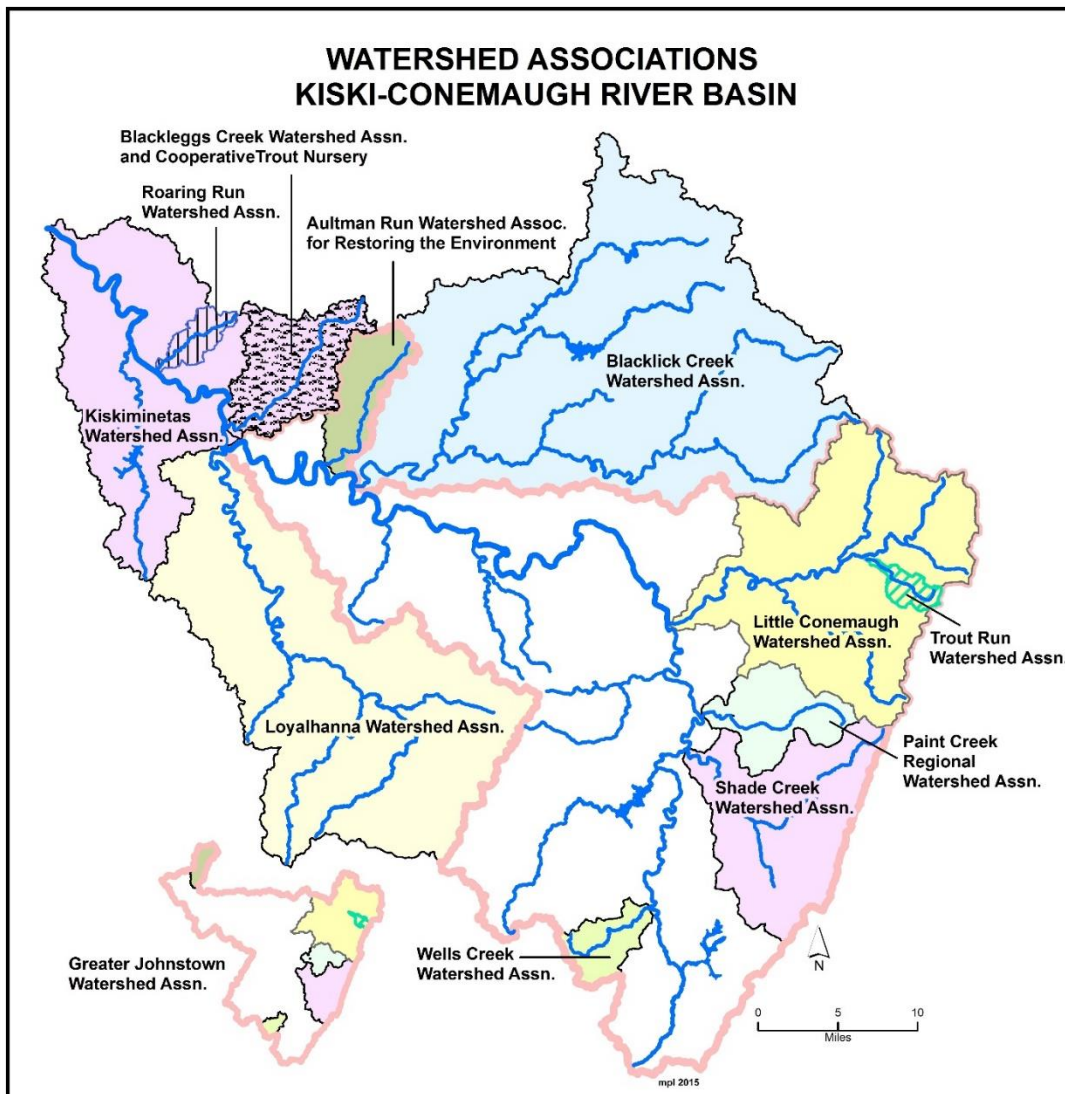 WATERSHED ASSOCIATIONS
KISKI-CONEMAUGH RIVER BASIN
Blackleggs Creek Watershed Assn.
and CooperativeTrout Nursery
Roaring Run
Watershed Assn.
Aultman Run Watershed Assoc.
for Restoring the Environment
Blacklick Creek
Watershed Assn.
Kiskiminetas
Watershed Assn.
Little Conemaugh
Watershed Assn.
Trout Run
Watershed Assn.
Loyalhanna Watershed Assn.
Paint Creek
Regional
Watershed Assn.
Shade Creek
Watershed Assn.
Greater Johnstown
Watershed Assn.
Wells Creek
Watershed Assn.
N
0 5 10
Miles
mpl 2015